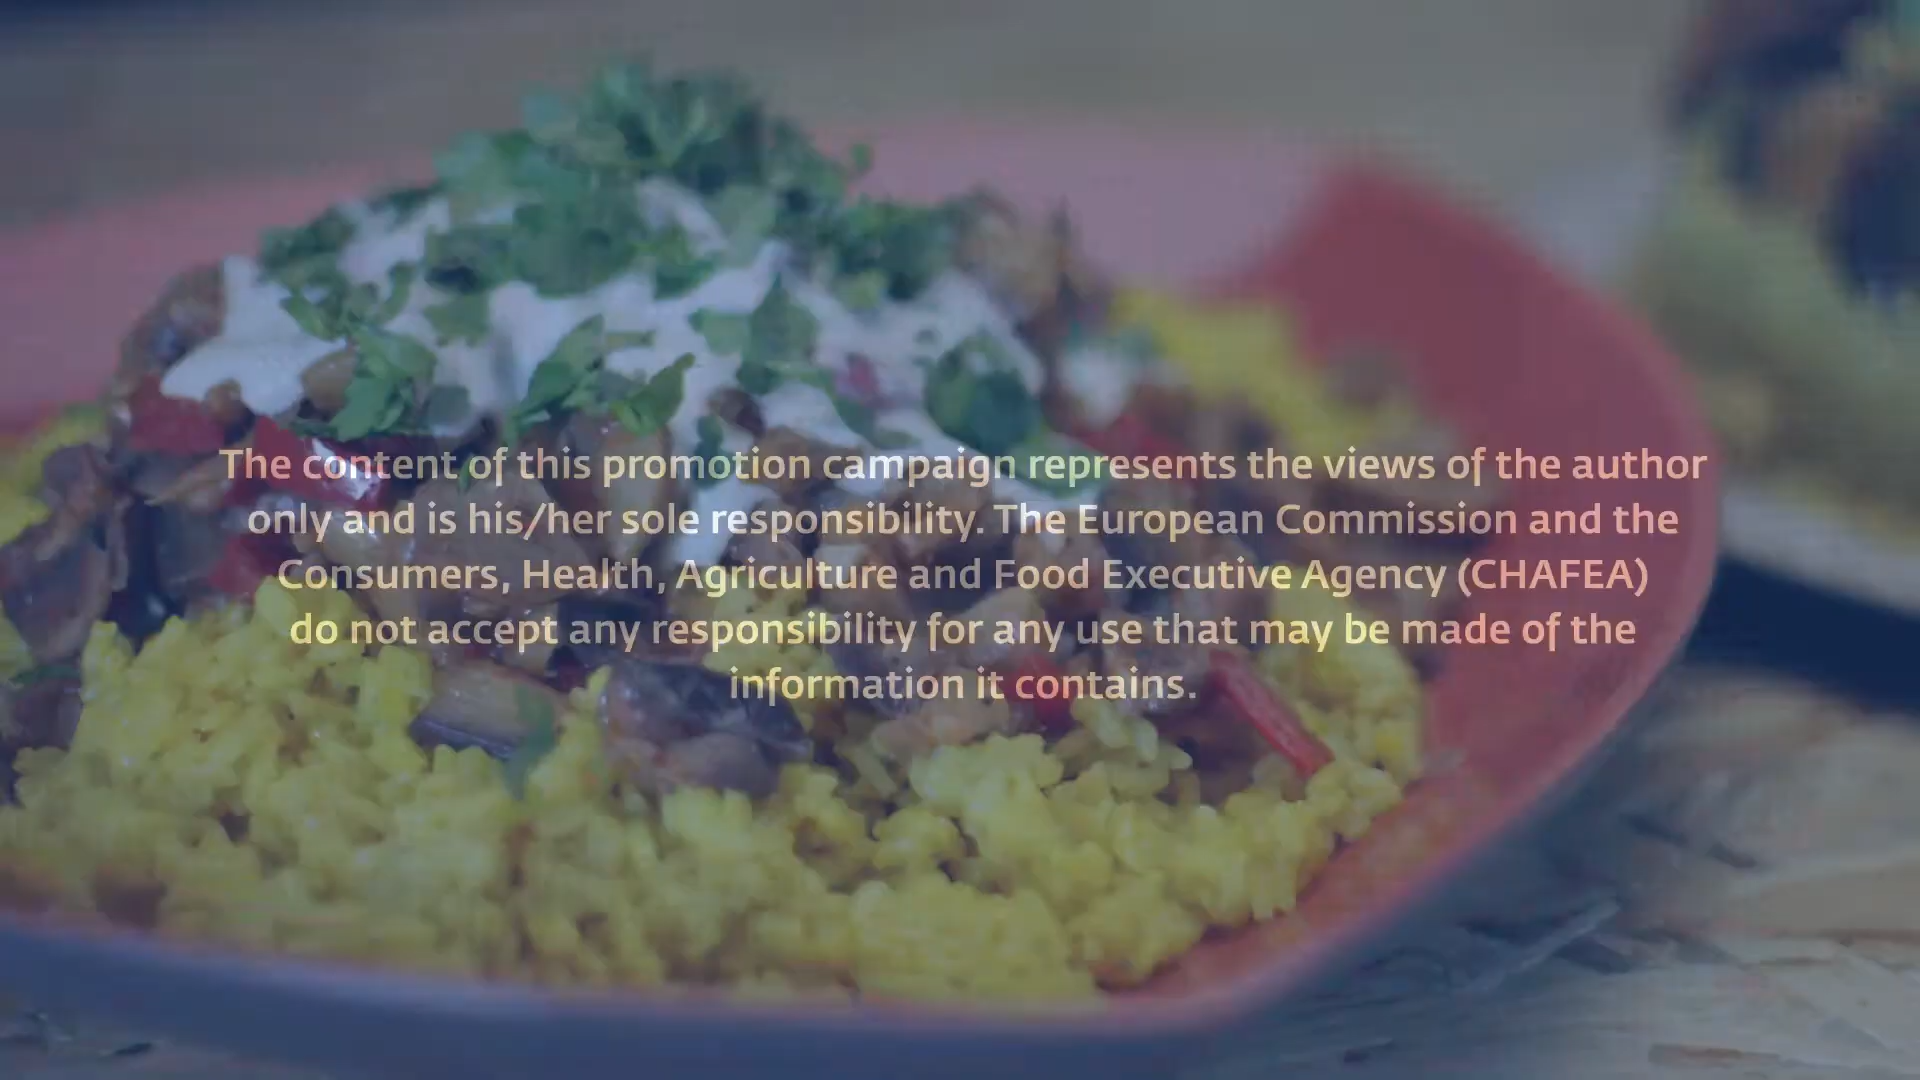 The content of this promotion campaign represents the views of the author
only and is his/her sole responsibility. The European Commission and the
Consumers, Health, Agriculture and Food Executive Agency (CHAFEA)
do not accept any responsibility for any use that may be made of the
information it contains.